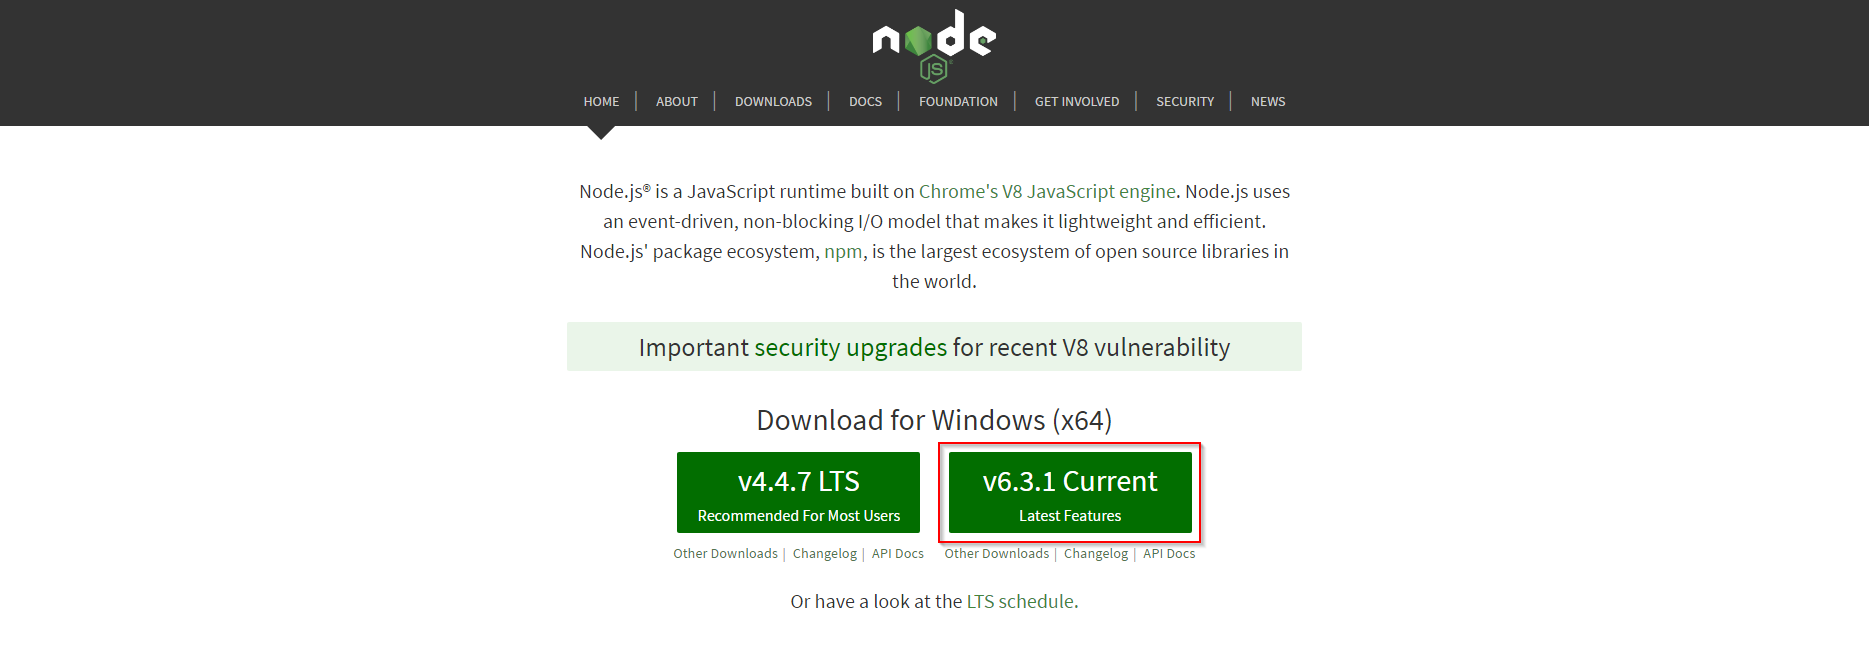 node
JS
HOME | ABOUT | DOWNLOADS | DOCS | FOUNDATION | GET INVOLVED | SECURITY | NEWS
Node.js® is a JavaScript runtime built on Chrome's V8 JavaScript engine. Node.js uses
an event-driven, non-blocking I/O model that makes it lightweight and efficient.
Node.js' package ecosystem, npm, is the largest ecosystem of open source libraries in
the world.
Important security upgrades for recent V8 vulnerability
Download for Windows (x64)
v4.4.7 LTS
Recommended For Most Users
Other Downloads | Changelog | API Docs
v6.3.1 Current
Latest Features
Other Downloads | Changelog | API Docs
Or have a look at the LTS schedule.